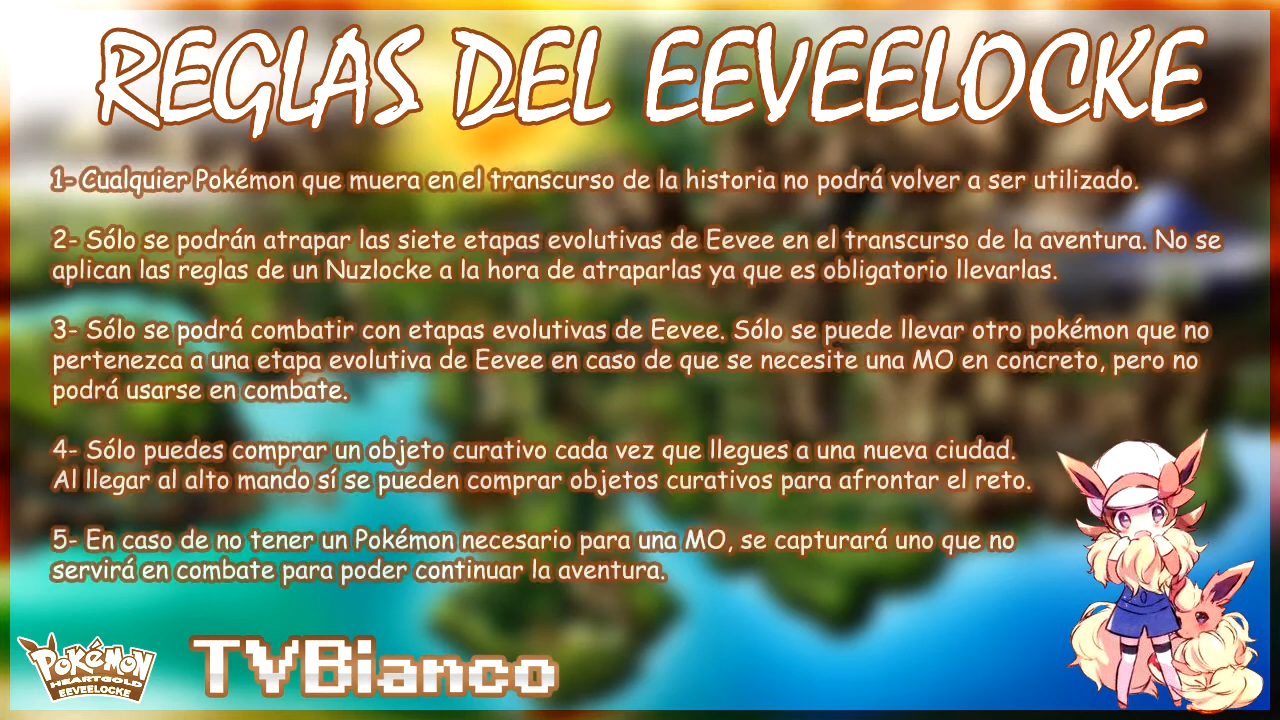 REGLAS DEL EEVEELOCKE
1- Cualquier Pokémon que muera en el transcurso de la historia no podrá volver a ser utilizado.
2- Sólo se podrán atrapar las siete etapas evolutivas de Eevee en el transcurso de la aventura. No se
aplican las reglas de un Nuzlocke a la hora de atraparlas ya que es obligatorio llevarlas.
3- Sólo se podrá combatir con etapas evolutivas de Eevee. Sólo se puede llevar otro pokémon que no
pertenezca a una etapa evolutiva de Eevee en caso de que se necesite una MO en concreto, pero no
podrá usarse en combate.
4- Sólo puedes comprar un objeto curativo cada vez que llegues a una nueva ciudad.
Al llegar al alto mando sí se pueden comprar objetos curativos para afrontar el reto.
5- En caso de no tener un Pokémon necesario para una MO, se capturará uno que no
servirá en combate para poder continuar la aventura.
POKéMON
HEARTGOLD
EEVEELOCKE
TVBianco